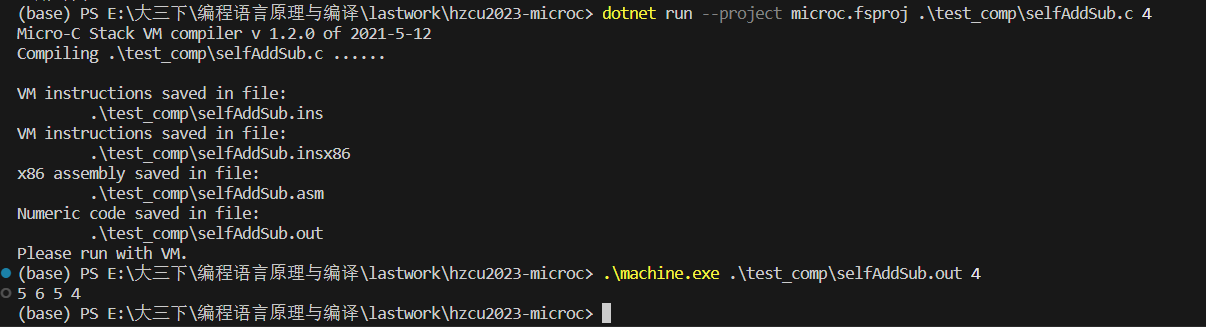 (base) PS E:\大三下\编程语言原理与编译\lastwork\hzcu2023-microc> dotnet run --project microc.fsproj .\test_comp\selfAddSub.c 4
Micro-C Stack VM compiler v 1.2.0 of 2021-5-12
Compiling .\test_comp\selfAddSub.c ......
VM instructions saved in file:
.\test_comp\selfAddSub.ins
VM instructions saved in file:
.\test_comp\selfAddSub.insx86
x86 assembly saved in file:
.\test_comp\selfAddSub.asm
Numeric code saved in file:
.\test_comp\selfAddSub.out
Please run with VM.
(base) PS E:\大三下\编程语言原理与编译\lastwork\hzcu2023-microc> .\machine.exe .\test_comp\selfAddSub.out 4
5 6 5 4
(base) PS E:\大三下\编程语言原理与编译\lastwork\hzcu2023-microc>